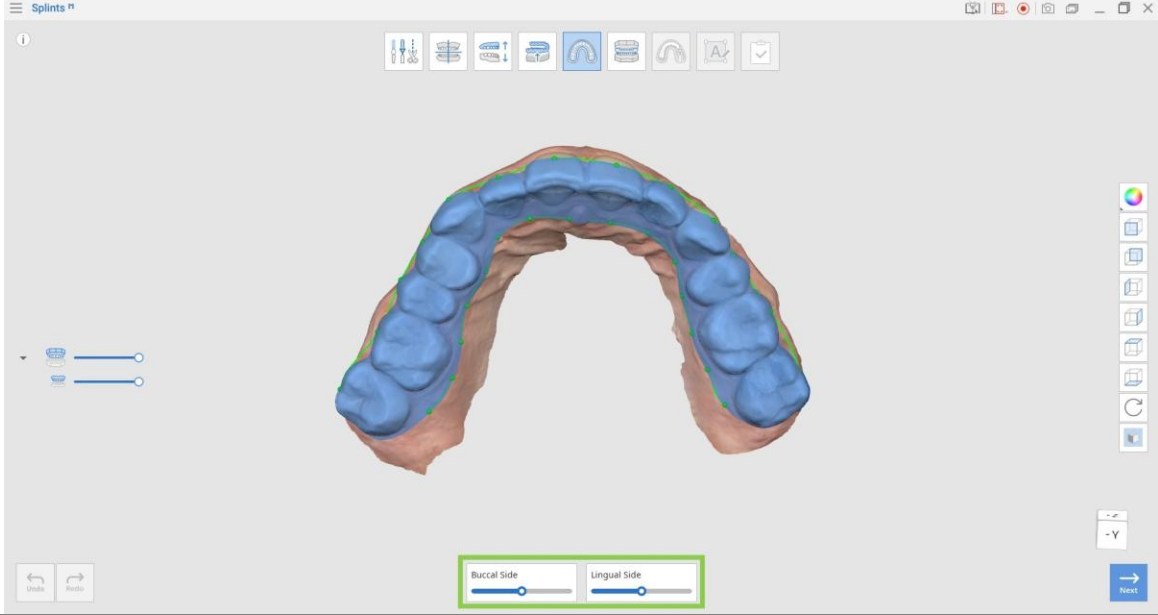 Splints
A
Buccal Side
Lingual Side
- Y
Undo
Redo
Next